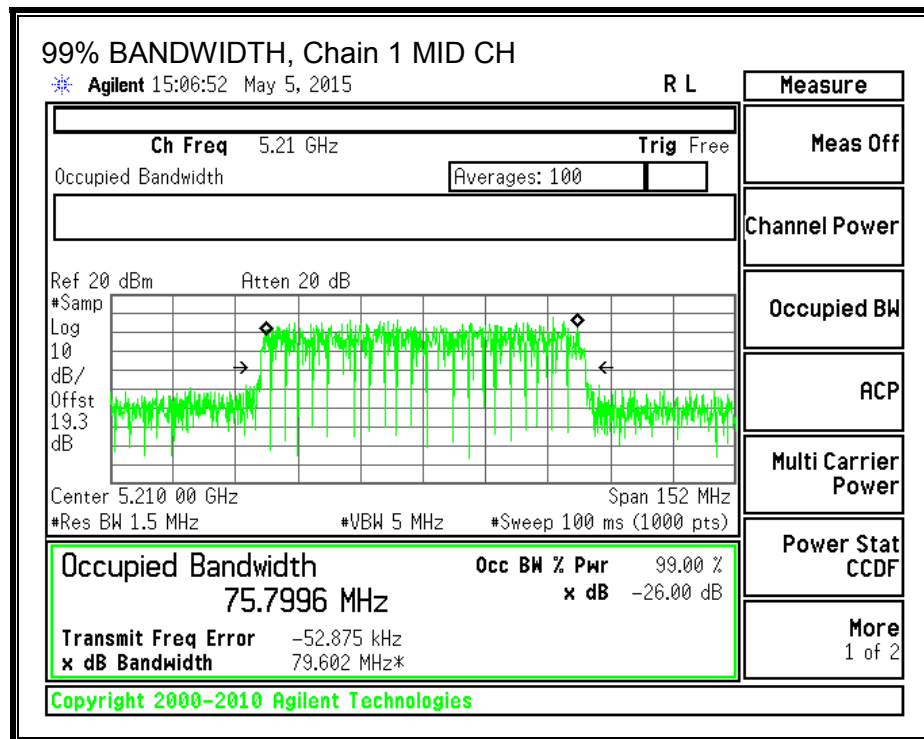 99% BANDWIDTH, Chain 1 MID CH
Agilent 15:06:52 May 5, 2015 R L
Measure
Ch Freq 5.21 GHz Trig Free
Meas Off
Occupied Bandwidth Averages: 100
Channel Power
Ref 20 dBm Atten 20 dB
#Samp
Log
10
dB/
Offst
19.3
dB
Occupied BW
ACP
Center 5.210 00 GHz Span 152 MHz
#Res BW 1.5 MHz #VBW 5 MHz #Sweep 100 ms (1000 pts)
Multi Carrier
Power
Occupied Bandwidth Occ BW % Pwr 99.00 %
75.7996 MHz x dB -26.00 dB
Transmit Freq Error -52.875 kHz
x dB Bandwidth 79.602 MHz*
Power Stat
CCDF
More
1 of 2
Copyright 2000-2010 Agilent Technologies